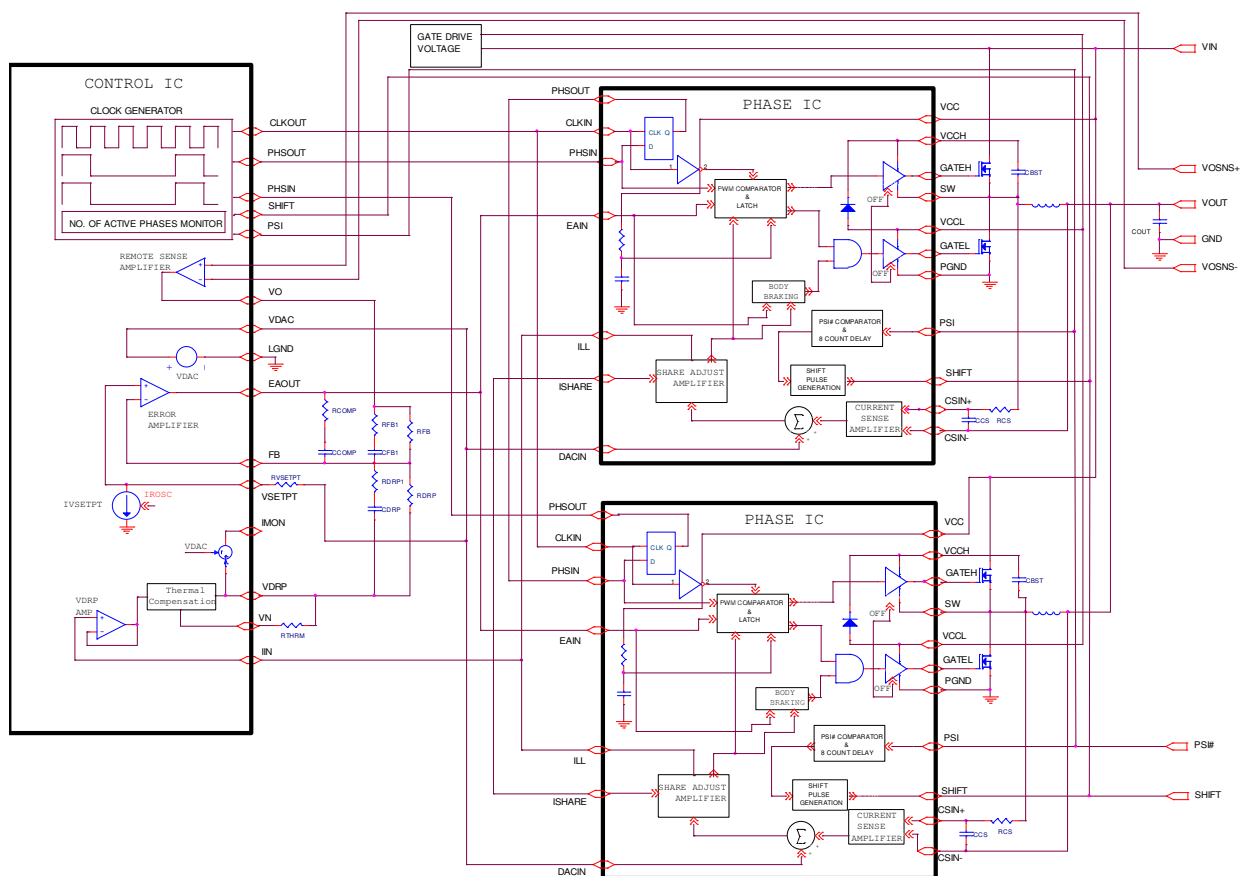 GATE DRIVE
VOLTAGE
VIN
CONTROL IC
CLOCK GENERATOR
NO. OF ACTIVE PHASES MONITOR
CLKOUT
PHSOUT
PHSIN
SHIFT
PSI
REMOTE SENSE
AMPLIFIER
+
-
VO
VDAC
LGND
+
VDAC
EAOUT
+
-
ERROR
AMPLIFIER
FB
RVSETPT
VSETPT
IVSETPT
IROSC
IMON
VDAC
VDRP
AMP
+
-
Thermal
Compensation
VDRP
VN
RTHRM
IIN
RCOMP
CCOMP
RFB1
CFB1
RFB
RDRP1
CDRP
RDRP
PHASE IC
PHSOUT
CLKIN
PHSIN
EAIN
ILL
ISHARE
DACIN
CLK Q
D
1
2
PWM COMPARATOR
&
LATCH
BODY
BRAKING
PSI# COMPARATOR
&
8 COUNT DELAY
SHARE ADJUST
AMPLIFIER
SHIFT
PULSE
GENERATION
CURRENT
SENSE
AMPLIFIER
Σ
+
+
OFF
OFF
VCC
VCCH
GATEH
SW
VCCL
GATEL
PGND
PSI
SHIFT
CSIN+
CSIN-
CBST
CCS
RCS
COUT
VOSNS+
VOUT
GND
VOSNS-
PHASE IC
PHSOUT
CLKIN
PHSIN
EAIN
ILL
ISHARE
DACIN
CLK Q
D
1
2
PWM COMPARATOR
&
LATCH
BODY
BRAKING
PSI# COMPARATOR
&
8 COUNT DELAY
SHARE ADJUST
AMPLIFIER
SHIFT
PULSE
GENERATION
CURRENT
SENSE
AMPLIFIER
Σ
+
+
OFF
OFF
VCC
VCCH
GATEH
SW
VCCL
GATEL
PGND
PSI
SHIFT
CSIN+
CSIN-
CBST
CCS
RCS
PSI#
SHIFT